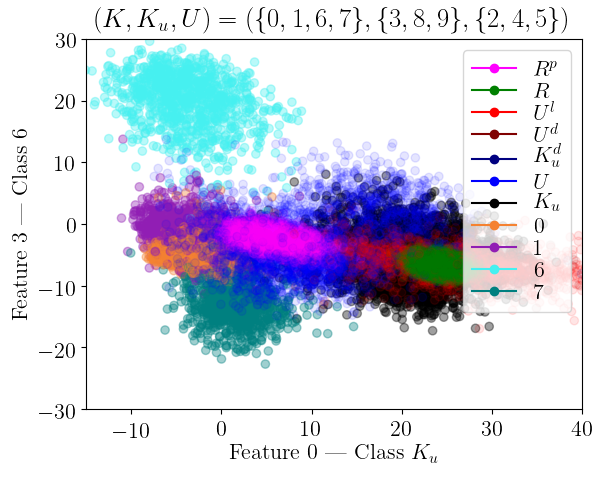 (K, K_u, U) = ({0, 1, 6, 7}, {3, 8, 9}, {2, 4, 5})
30
20
10
0
−10
−20
−30
Feature 3 — Class 6
R^p
R
U^l
U^d
K_u^d
U
K_u
0
1
6
7
−10 0 10 20 30 40
Feature 0 — Class K_u